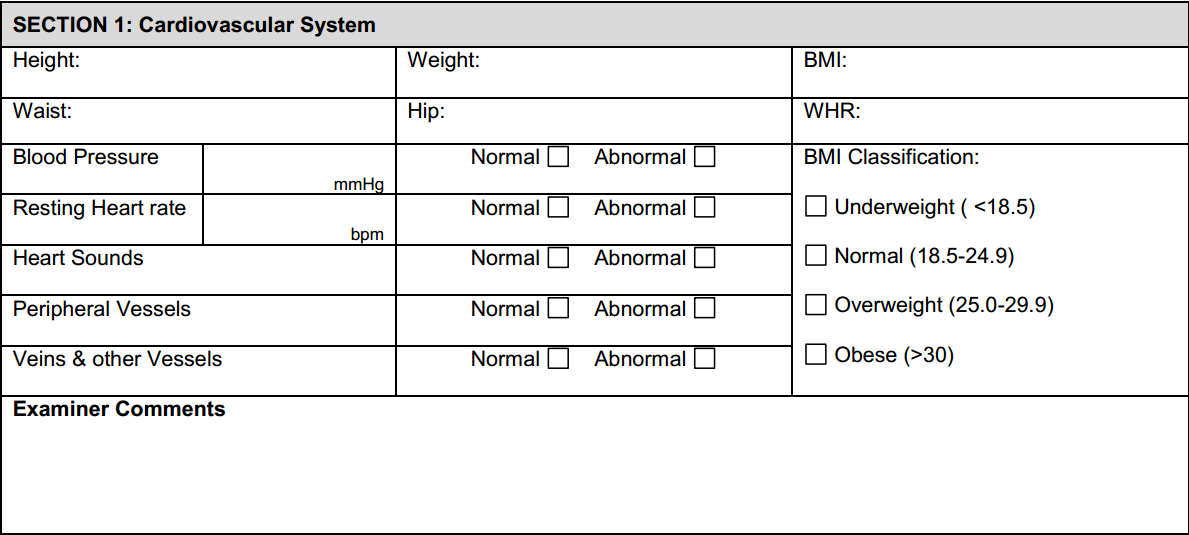 SECTION 1: Cardiovascular System
Height: Weight: BMI:
Waist: Hip: WHR:
Blood Pressure mmHg Normal Abnormal BMI Classification:
Resting Heart rate bpm Normal Abnormal Underweight ( <18.5)
Heart Sounds Normal Abnormal Normal (18.5-24.9)
Peripheral Vessels Normal Abnormal Overweight (25.0-29.9)
Veins & other Vessels Normal Abnormal Obese (>30)
Examiner Comments